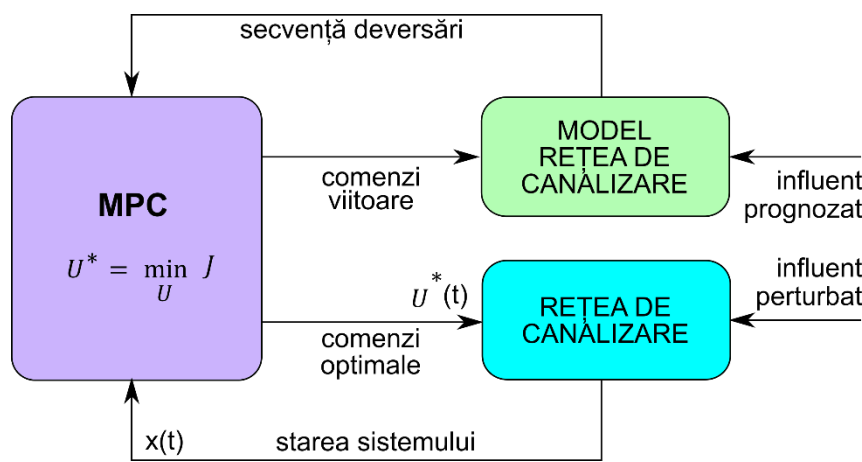 secvență deversări
MPC
U* = min J
U
comenzi
viitoare
MODEL
REȚEA DE
CANALIZARE
influent
prognozat
U*(t)
comenzi
optimale
REȚEA DE
CANALIZARE
influent
perturbat
x(t)
starea sistemului